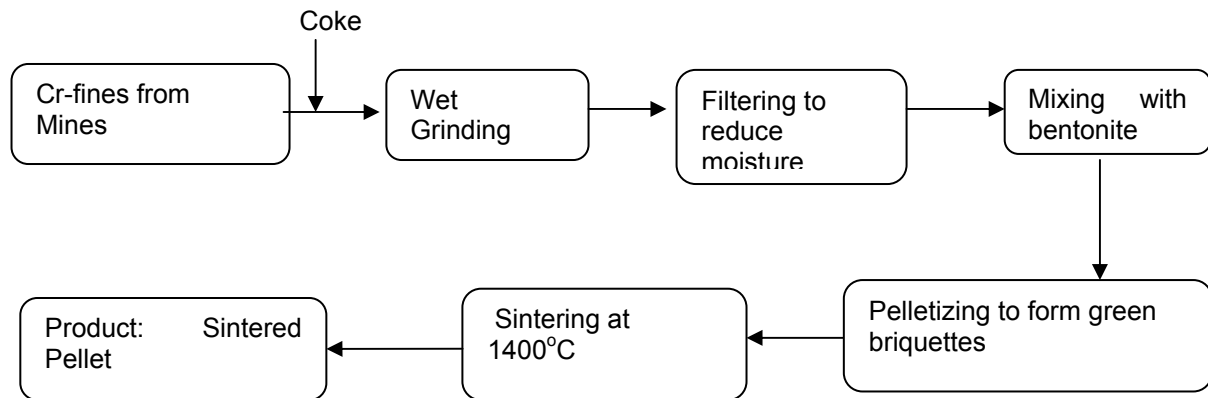 Coke
Cr-fines from
Mines
Wet
Grinding
Filtering to
reduce
moisture
Mixing with
bentonite
Pelletizing to form green
briquettes
Sintering at
1400°C
Product: Sintered
Pellet